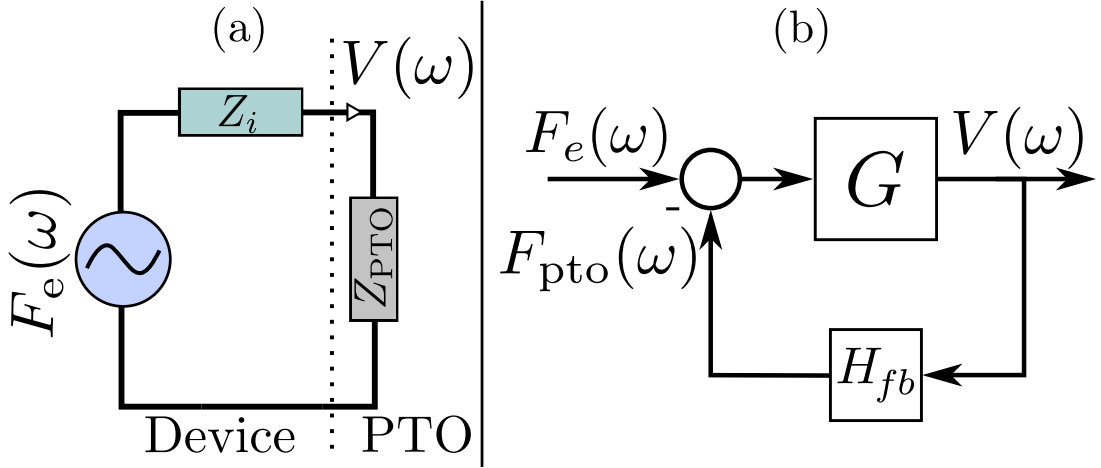 (a)
V(ω)
Z_i
F_e(ω)
Z_PTO
Device
PTO
(b)
F_e(ω)
V(ω)
G
-
F_pto(ω)
H_fb